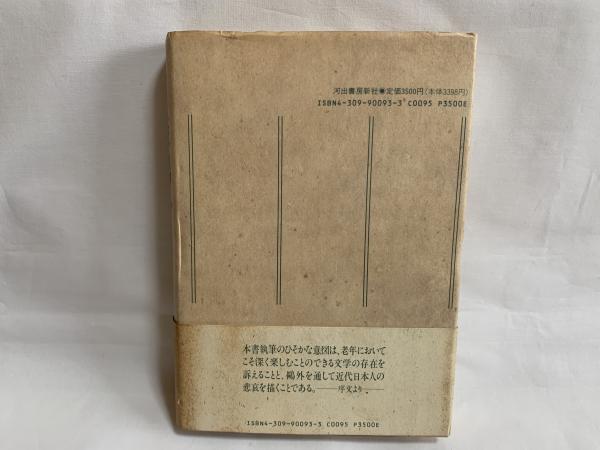 河出書房新社●定価3500円(本体3398円)
ISBN4-309-90093-3 C0095 P3500E
本書執筆のひそかな意図は、老年において
こそ深く楽しむことのできる文学の存在を
訴えることと、鷗外を通して近代日本人の
悲哀を描くことである。――序文より――
ISBN4-309-90093-3 C0095 P3500E